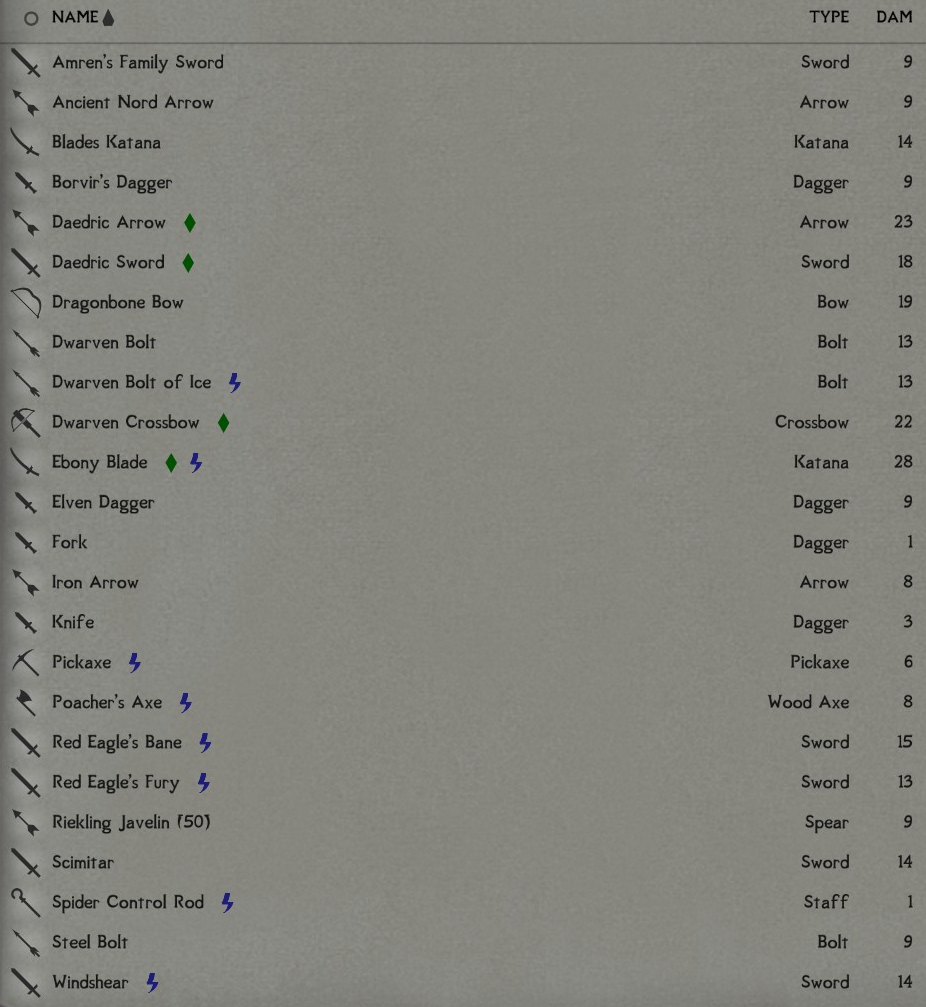 NAME TYPE DAM
Amren's Family Sword Sword 9
Ancient Nord Arrow Arrow 9
Blades Katana Katana 14
Borvir's Dagger Dagger 9
Daedric Arrow Arrow 23
Daedric Sword Sword 18
Dragonbone Bow Bow 19
Dwarven Bolt Bolt 13
Dwarven Bolt of Ice Bolt 13
Dwarven Crossbow Crossbow 22
Ebony Blade Katana 28
Elven Dagger Dagger 9
Fork Dagger 1
Iron Arrow Arrow 8
Knife Dagger 3
Pickaxe Pickaxe 6
Poacher's Axe Wood Axe 8
Red Eagle's Bane Sword 15
Red Eagle's Fury Sword 13
Riekling Javelin (50) Spear 9
Scimitar Sword 14
Spider Control Rod Staff 1
Steel Bolt Bolt 9
Windshear Sword 14